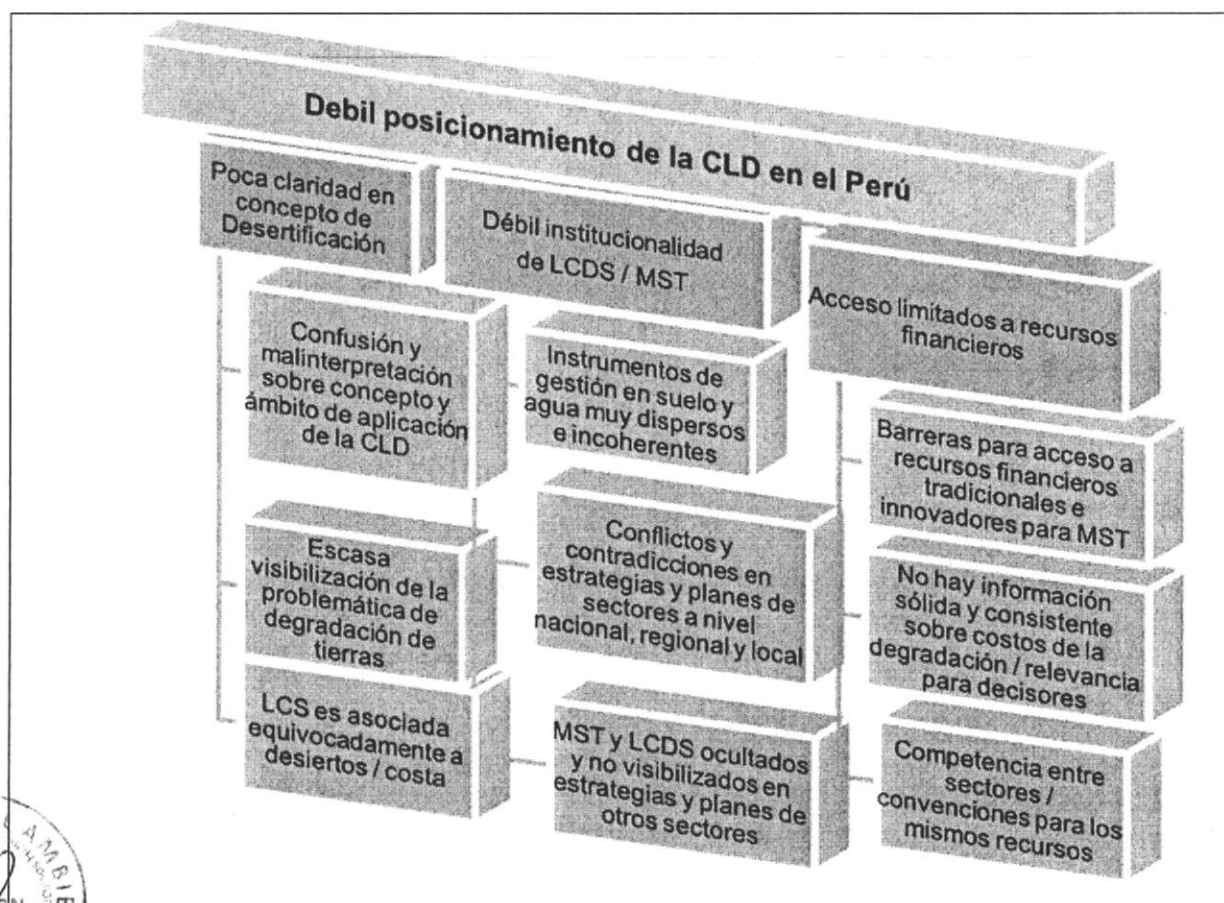 Debil posicionamiento de la CLD en el Perú
Poca claridad en
concepto de
Desertificación
Confusión y
malinterpretación
sobre concepto y
ámbito de aplicación
de la CLD
Escasa
visibilización de la
problemática de
degradación de
tierras
LCS es asociada
equivocadamente a
desiertos / costa
Débil institucionalidad
de LCDS / MST
Instrumentos de
gestión en suelo y
agua muy dispersos
e incoherentes
Conflictos y
contradicciones en
estrategias y planes de
sectores a nivel
nacional, regional y local
MST y LCDS ocultados
y no visibilizados en
estrategias y planes de
otros sectores
Acceso limitados a recursos
financieros
Barreras para acceso a
recursos financieros
tradicionales e
innovadores para MST
No hay información
sólida y consistente
sobre costos de la
degradación / relevancia
para decisores
Competencia entre
sectores /
convenciones para los
mismos recursos
AMBIE